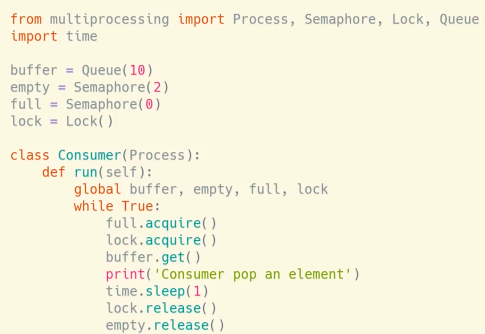 from multiprocessing import Process, Semaphore, Lock, Queue
import time

buffer = Queue(10)
empty = Semaphore(2)
full = Semaphore(0)
lock = Lock()

class Consumer(Process):
    def run(self):
        global buffer, empty, full, lock
        while True:
            full.acquire()
            lock.acquire()
            buffer.get()
            print('Consumer pop an element')
            time.sleep(1)
            lock.release()
            empty.release()